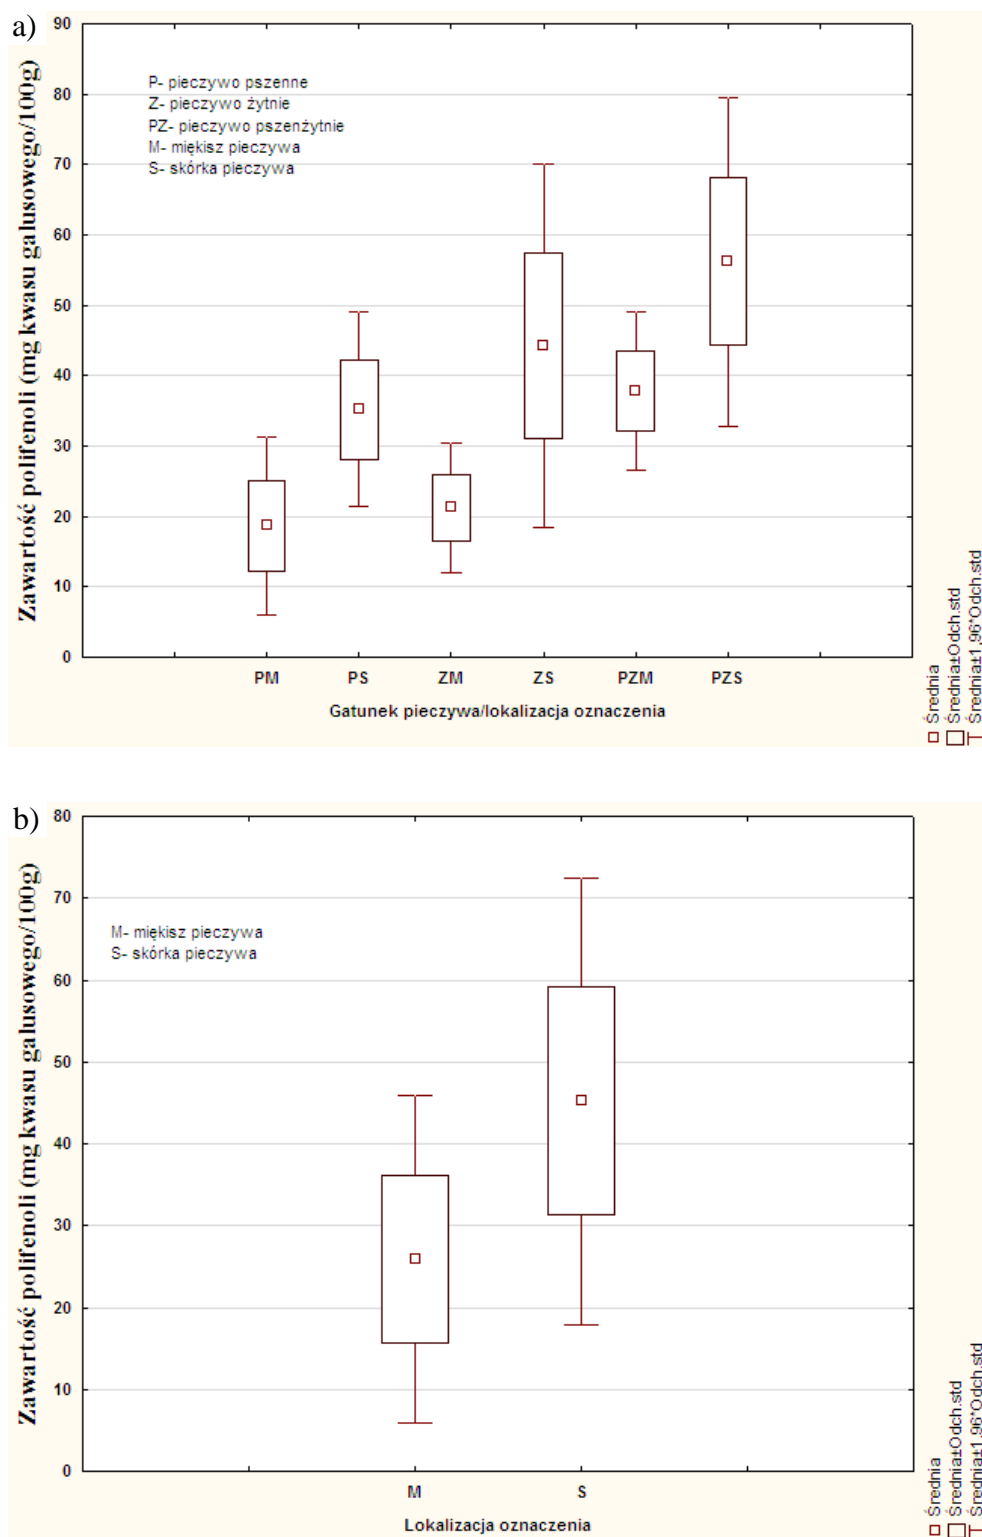 a)
Zawartość polifenoli (mg kwasu galusowego/100g)
90
80
70
60
50
40
30
20
10
0
P- pieczywo pszenne
Z- pieczywo żytnie
PZ- pieczywo pszenżytnie
M- miękisz pieczywa
S- skórka pieczywa
PM PS ZM ZS PZM PZS
Gatunek pieczywa/lokalizacja oznaczenia
Średnia
Średnia±Odch.std
Średnia±1,96*Odch.std
b)
Zawartość polifenoli (mg kwasu galusowego/100g)
80
70
60
50
40
30
20
10
0
M- miękisz pieczywa
S- skórka pieczywa
M S
Lokalizacja oznaczenia
Średnia
Średnia±Odch.std
Średnia±1,96*Odch.std